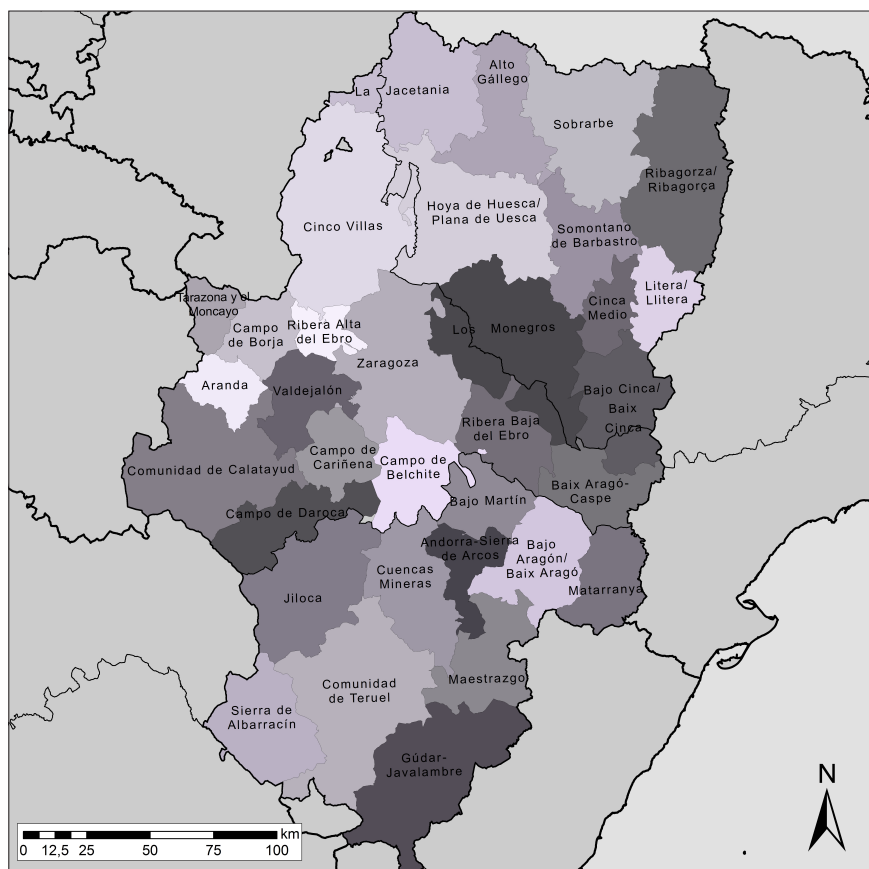 Alto
Gállego
La Jacetania
Sobrarbe
Ribagorza/
Ribagorça
Hoya de Huesca/
Plana de Uesca
Cinco Villas
Somontano
de Barbastro
Litera/
Llitera
Tarazona y el
Moncayo
Cinca
Medio
Campo
de Borja
Ribera Alta
del Ebro
Los Monegros
Zaragoza
Aranda
Valdejalón
Bajo Cinca/
Baix
Cinca
Ribera Baja
del Ebro
Campo de
Cariñena
Campo de
Belchite
Comunidad de Calatayud
Baix Aragó-
Caspe
Bajo Martín
Campo de Daroca
Andorra-Sierra
de Arcos
Bajo
Aragón/
Baix Aragó
Cuencas
Mineras
Jiloca
Matarranya
Maestrazgo
Comunidad
de Teruel
Sierra de
Albarracín
Gúdar-
Javalambre
N
km
0 12,5 25 50 75 100